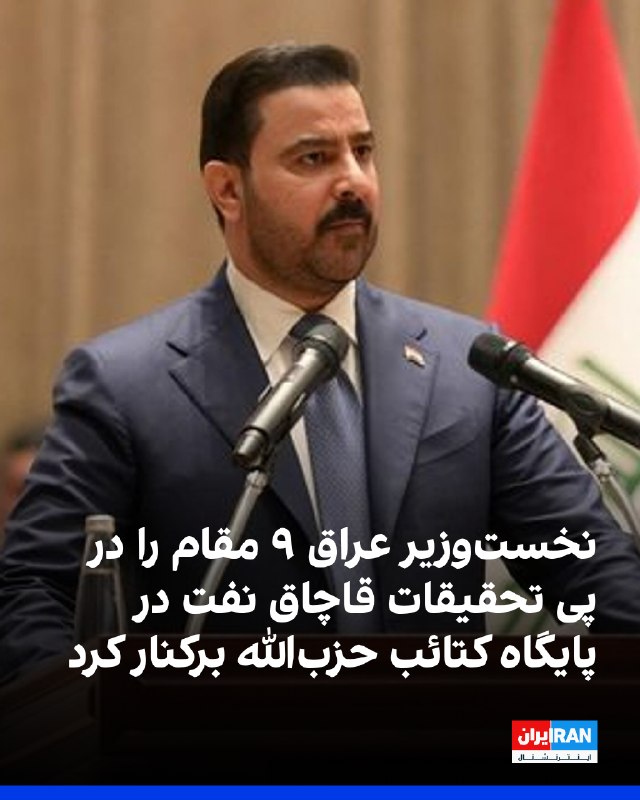 نخست‌وزیر عراق ۹ مقام را در
پی تحقیقات قاچاق نفت در
پایگاه کتائب حزب‌الله برکنار کرد
ایران IRAN
اینترنشنال